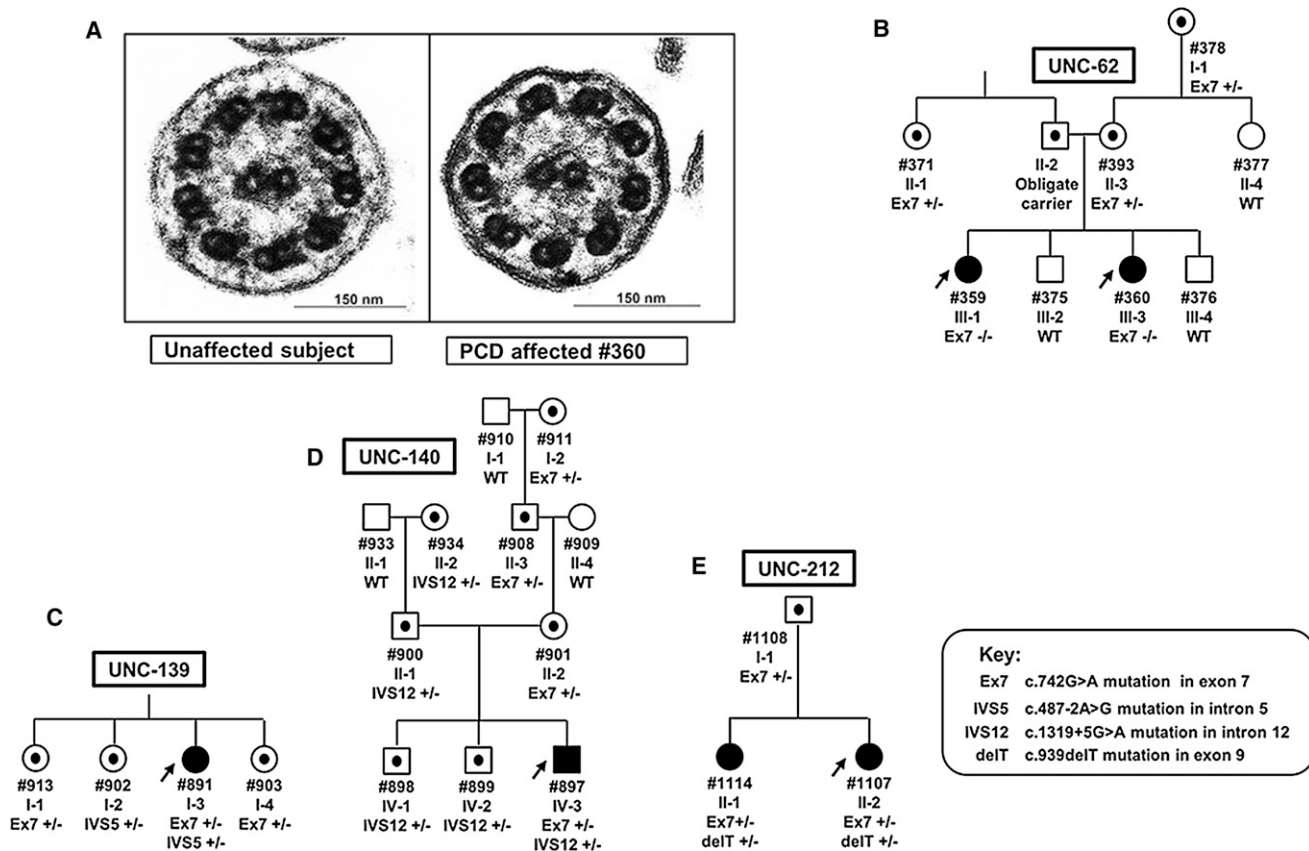 A
150 nm
150 nm
Unaffected subject
PCD affected #360
B
UNC-62
#378
I-1
Ex7 +/-
#371
II-1
Ex7 +/-
II-2
Obligate
carrier
#393
II-3
Ex7 +/-
#377
II-4
WT
#359
III-1
Ex7 -/-
#375
III-2
WT
#360
III-3
Ex7 -/-
#376
III-4
WT
C
UNC-139
#913
I-1
Ex7 +/-
#902
I-2
IVS5 +/-
#891
I-3
Ex7 +/-
IVS5 +/-
#903
I-4
Ex7 +/-
D
UNC-140
#910
I-1
WT
#911
I-2
Ex7 +/-
#933
II-1
WT
#934
II-2
IVS12 +/-
#908
II-3
Ex7 +/-
#909
II-4
WT
#900
II-1
IVS12 +/-
#901
II-2
Ex7 +/-
#898
IV-1
IVS12 +/-
#899
IV-2
IVS12 +/-
#897
IV-3
Ex7 +/-
IVS12 +/-
E
UNC-212
#1108
I-1
Ex7 +/-
#1114
II-1
Ex7+/-
delT +/-
#1107
II-2
Ex7 +/-
delT +/-
Key:
Ex7 c.742G>A mutation in exon 7
IVS5 c.487-2A>G mutation in intron 5
IVS12 c.1319+5G>A mutation in intron 12
delT c.939delT mutation in exon 9